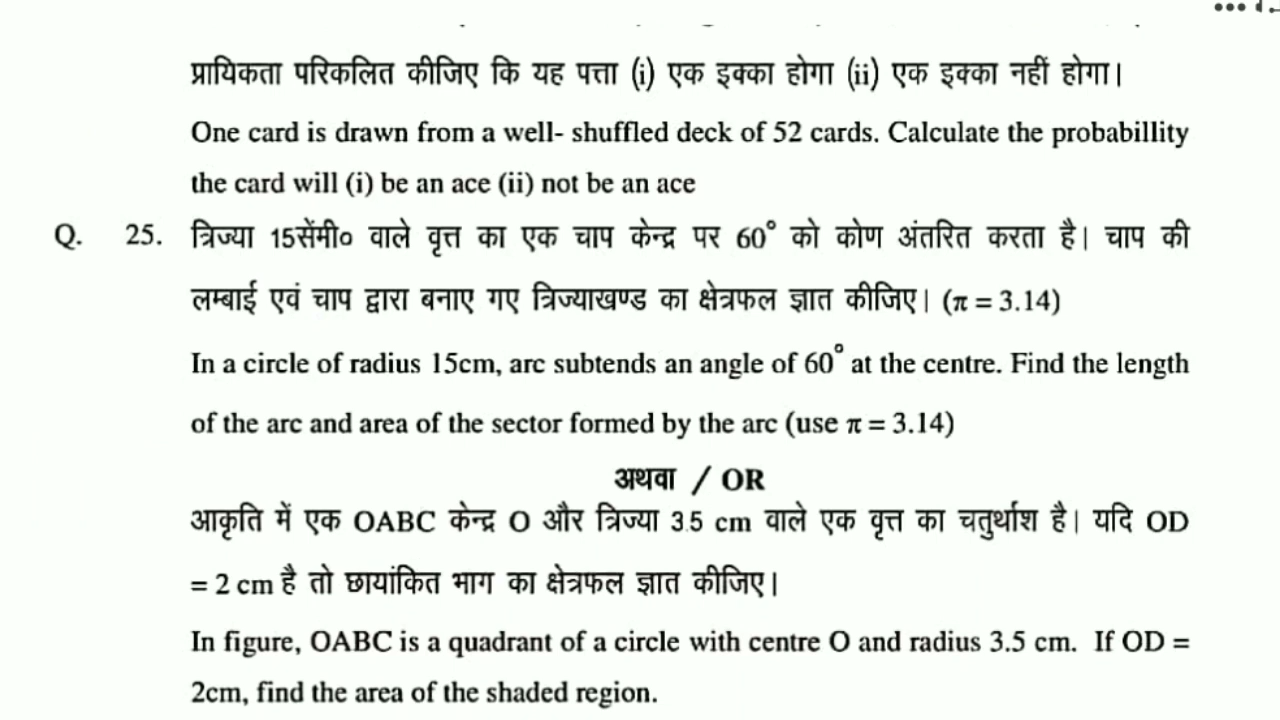 प्रायिकता परिकलित कीजिए कि यह पत्ता (i) एक इक्का होगा (ii) एक इक्का नहीं होगा।
One card is drawn from a well- shuffled deck of 52 cards. Calculate the probabillity
the card will (i) be an ace (ii) not be an ace
Q. 25. त्रिज्या 15सेंमी० वाले वृत्त का एक चाप केन्द्र पर 60° को कोण अंतरित करता है। चाप की
लम्बाई एवं चाप द्वारा बनाए गए त्रिज्याखण्ड का क्षेत्रफल ज्ञात कीजिए। (π = 3.14)
In a circle of radius 15cm, arc subtends an angle of 60° at the centre. Find the length
of the arc and area of the sector formed by the arc (use π = 3.14)
अथवा / OR
आकृति में एक OABC केन्द्र O और त्रिज्या 3.5 cm वाले एक वृत्त का चतुर्थाश है। यदि OD
= 2 cm है तो छायांकित भाग का क्षेत्रफल ज्ञात कीजिए।
In figure, OABC is a quadrant of a circle with centre O and radius 3.5 cm. If OD =
2cm, find the area of the shaded region.